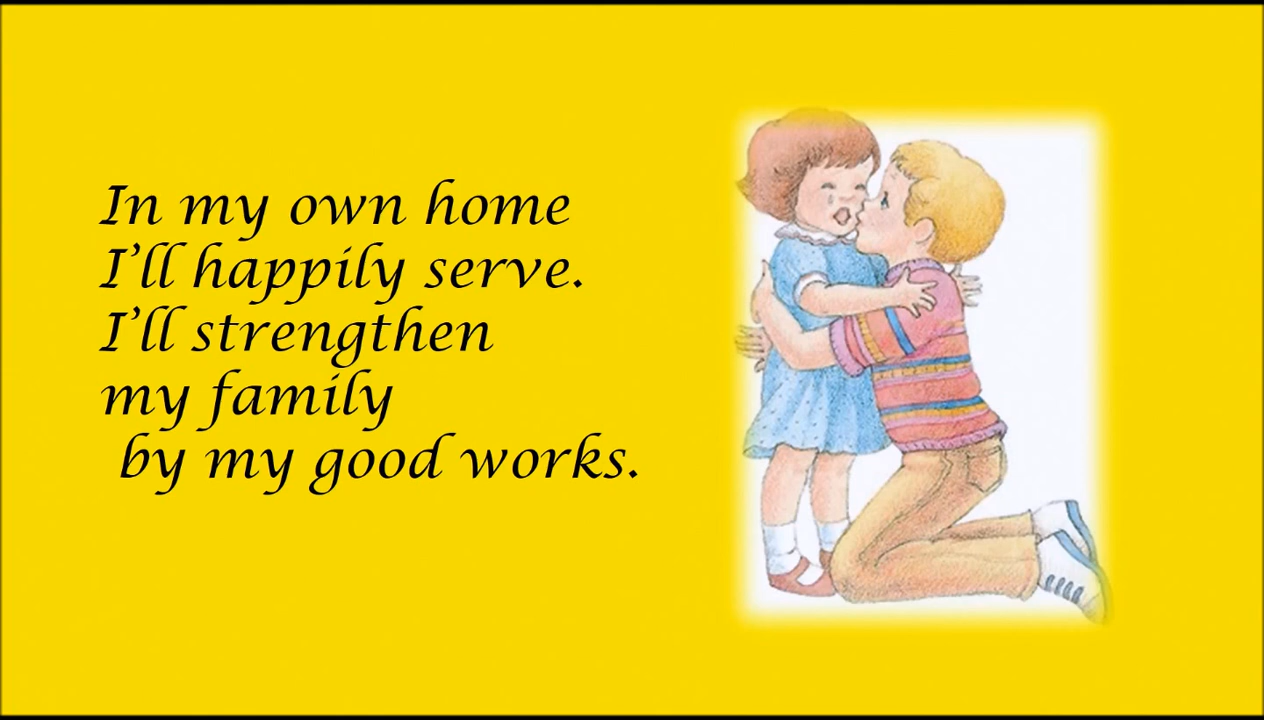 In my own home
I'll happily serve.
I'll strengthen
my family
by my good works.